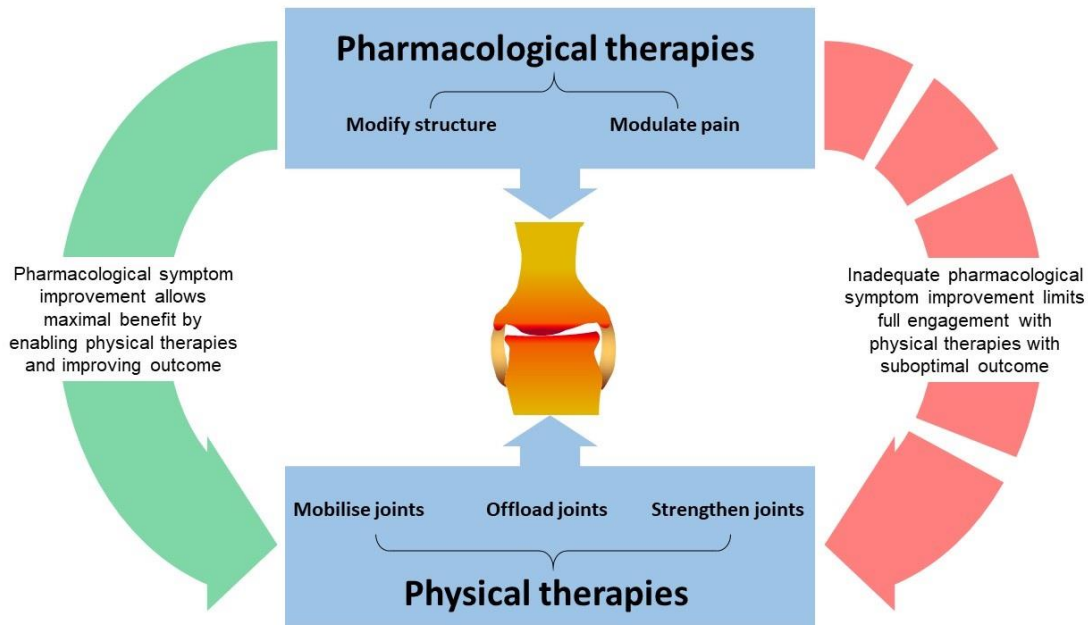 Pharmacological therapies
Modify structure
Modulate pain
Pharmacological symptom
improvement allows
maximal benefit by
enabling physical therapies
and improving outcome
Inadequate pharmacological
symptom improvement limits
full engagement with
physical therapies with
suboptimal outcome
Mobilise joints
Offload joints
Strengthen joints
Physical therapies